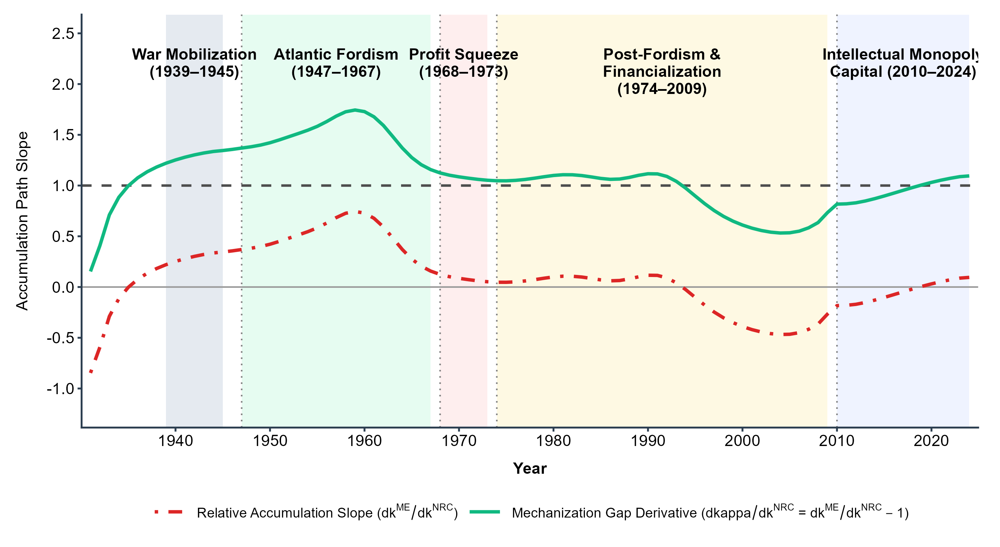 War Mobilization
(1939–1945)
Atlantic Fordism
(1947–1967)
Profit Squeeze
(1968–1973)
Post-Fordism &
Financialization
(1974–2009)
Intellectual Monopoly
Capital (2010–2024)
Accumulation Path Slope
2.5
2.0
1.5
1.0
0.5
0.0
-0.5
-1.0
1940 1950 1960 1970 1980 1990 2000 2010 2020
Year
Relative Accumulation Slope (dk^ME/dk^NRC)
Mechanization Gap Derivative (dkappa/dk^NRC = dk^ME/dk^NRC − 1)